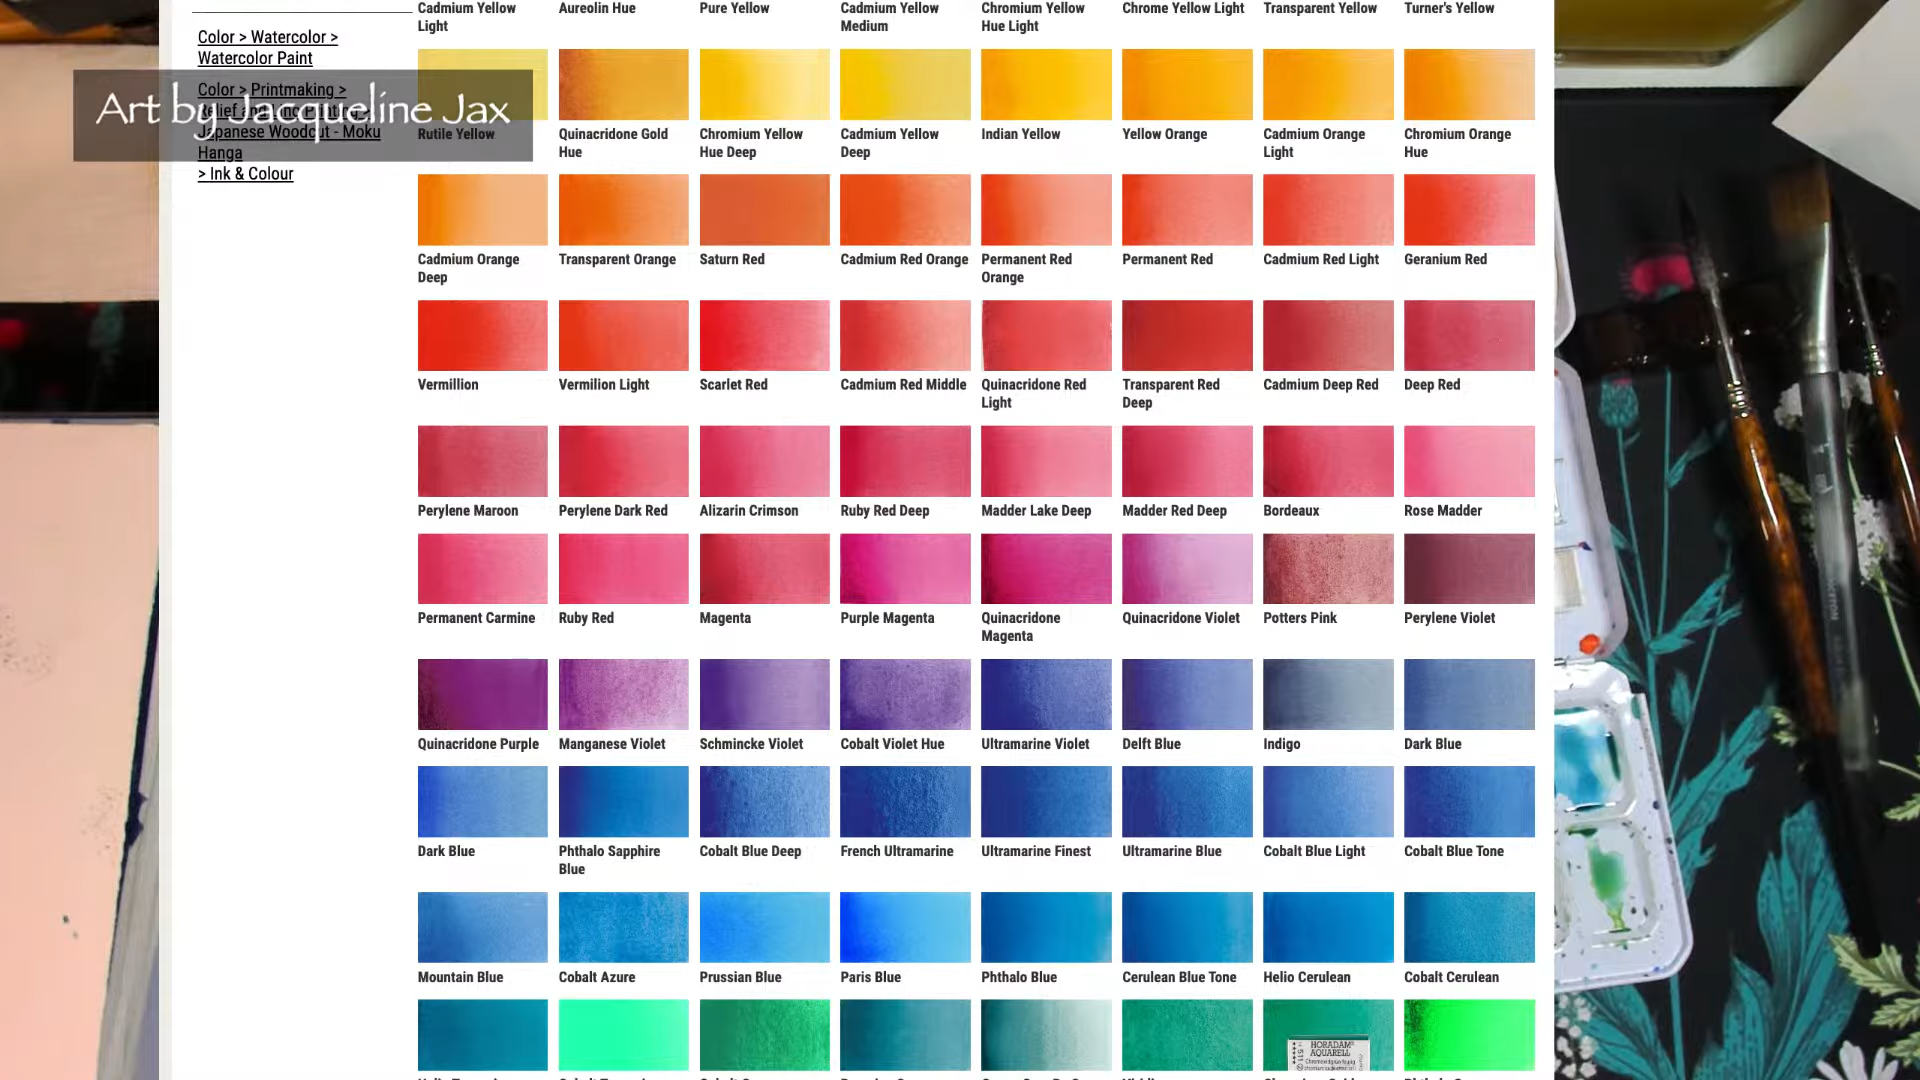 Cadmium Yellow Light
Aureolin Hue
Pure Yellow
Cadmium Yellow Medium
Chromium Yellow Hue Light
Chrome Yellow Light
Transparent Yellow
Turner's Yellow
Color > Watercolor >
Watercolor Paint
Color > Printmaking >
Relief and Lino Printing >
Japanese Woodcut - Moku
Hanga
> Ink & Colour
Art by Jacqueline Jax
Rutile Yellow
Quinacridone Gold Hue
Chromium Yellow Hue Deep
Cadmium Yellow Deep
Indian Yellow
Yellow Orange
Cadmium Orange Light
Chromium Orange Hue
Cadmium Orange Deep
Transparent Orange
Saturn Red
Cadmium Red Orange
Permanent Red Orange
Permanent Red
Cadmium Red Light
Geranium Red
Vermillion
Vermilion Light
Scarlet Red
Cadmium Red Middle
Quinacridone Red Light
Transparent Red Deep
Cadmium Deep Red
Deep Red
Perylene Maroon
Perylene Dark Red
Alizarin Crimson
Ruby Red Deep
Madder Lake Deep
Madder Red Deep
Bordeaux
Rose Madder
Permanent Carmine
Ruby Red
Magenta
Purple Magenta
Quinacridone Magenta
Quinacridone Violet
Potters Pink
Perylene Violet
Quinacridone Purple
Manganese Violet
Schmincke Violet
Cobalt Violet Hue
Ultramarine Violet
Delft Blue
Indigo
Dark Blue
Dark Blue
Phthalo Sapphire Blue
Cobalt Blue Deep
French Ultramarine
Ultramarine Finest
Ultramarine Blue
Cobalt Blue Light
Cobalt Blue Tone
Mountain Blue
Cobalt Azure
Prussian Blue
Paris Blue
Phthalo Blue
Cerulean Blue Tone
Helio Cerulean
Cobalt Cerulean
HORADAM
AQUARELL